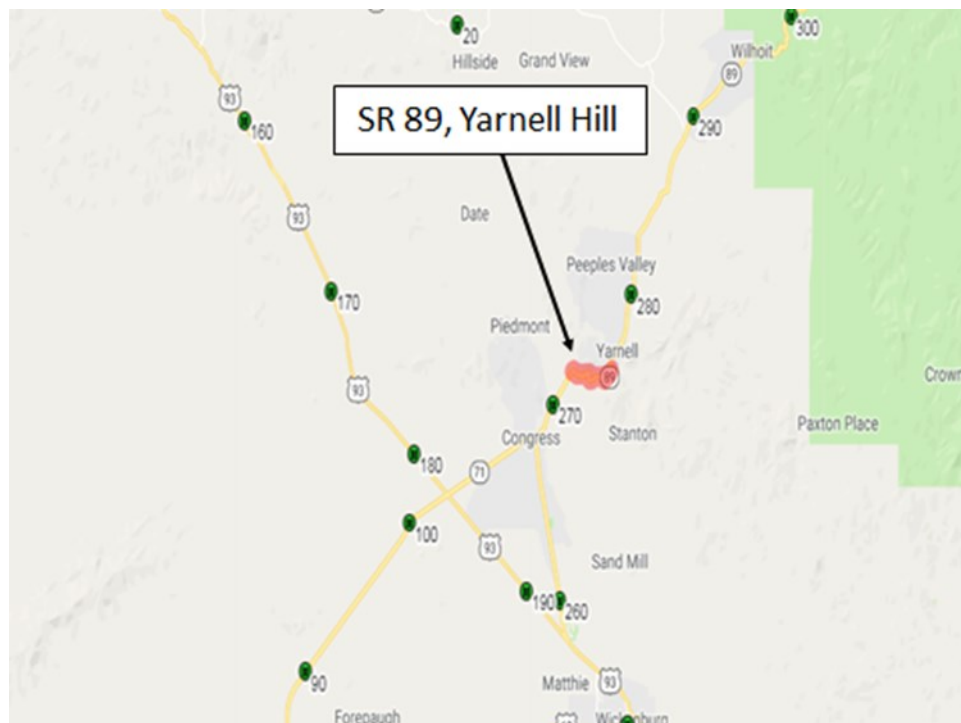 20
300
Hillside
Grand View
Wilhoit
89
93
SR 89, Yarnell Hill
290
160
Date
93
Peeples Valley
280
170
Piedmont
Yarnell
89
Crown
93
270
Paxton Place
Congress
Stanton
180
71
100
93
Sand Mill
190
260
90
Matthie
93
Forepaugh
Wickenburg